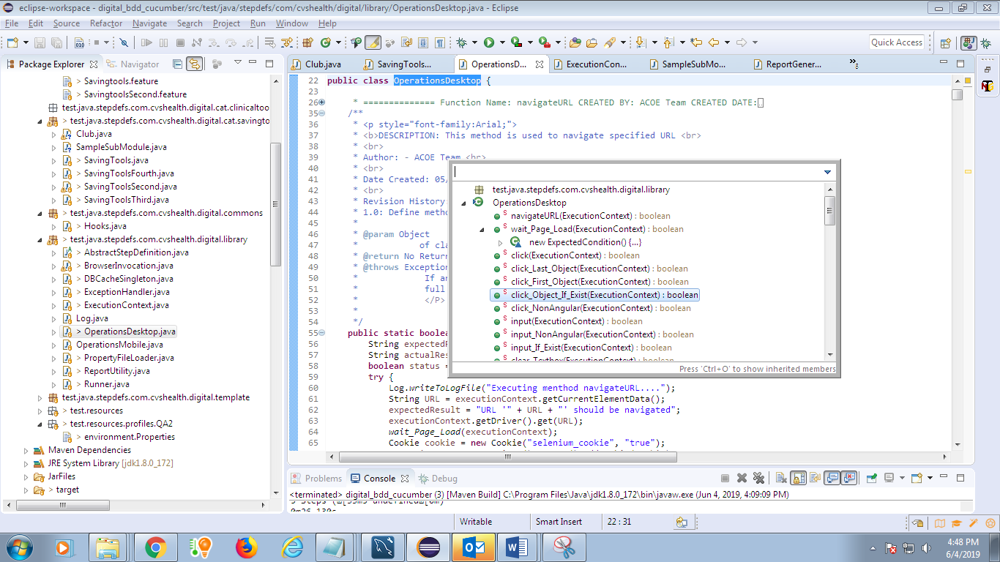 eclipse-workspace - digital_bdd_cucumber/src/test/java/stepdefs/com/cvshealth/digital/library/OperationsDesktop.java - Eclipse
File Edit Source Refactor Navigate Search Project Run Window Help
Quick Access
Package Explorer
Navigator
> Savingtools.feature
> SavingtoolsSecond.feature
test.java.stepdefs.com.cvshealth.digital.cat.clinicaltoo
> test.java.stepdefs.com.cvshealth.digital.cat.savingto
Club.java
SampleSubModule.java
> SavingTools.java
> SavingToolsFourth.java
> SavingToolsSecond.java
> SavingToolsThird.java
> test.java.stepdefs.com.cvshealth.digital.commons
> Hooks.java
> test.java.stepdefs.com.cvshealth.digital.library
> AbstractStepDefinition.java
> BrowserInvocation.java
> DBCacheSingleton.java
> ExceptionHandler.java
> ExecutionContext.java
Log.java
> OperationsDesktop.java
OperationsMobile.java
> PropertyFileLoader.java
> ReportUtility.java
> Runner.java
test.java.stepdefs.com.cvshealth.digital.template
> test.resources
> test.resources.profiles.QA2
> environment.Properties
Maven Dependencies
JRE System Library [jdk1.8.0_172]
JarFiles
> target
Club.java
SavingTools...
OperationsD...
ExecutionCon...
SampleSubMo...
ReportGener...
22 public class OperationsDesktop {
23
26 * ============== Function Name: navigateURL CREATED BY: ACOE Team CREATED DATE:
35 /**
36 * <p style="font-family:Arial;">
37 * <b>DESCRIPTION: This method is used to navigate specified URL <br>
38 * <br>
39 * Author: - ACOE Team <br>
40 * <br>
41 * Date Created: 05/
42 * <br>
43 * Revision History:
44 * 1.0: Define metho
45 *
46 * @param Object
47 * of cla
48 * @return No Return
49 * @throws Exception
50 * If an
51 * full
52 * </P>
53 *
54 */
55 public static boolea
56 String expectedR
57 String actualRes
58 boolean status =
59 try {
60 Log.writeToLogFile("Executing menthod navigateURL....");
61 String URL = executionContext.getCurrentElementData();
62 expectedResult = "URL '" + URL + "' should be navigated";
63 executionContext.getDriver().get(URL);
64 wait_Page_Load(executionContext);
65 Cookie cookie = new Cookie("selenium_cookie", "true");
test.java.stepdefs.com.cvshealth.digital.library
OperationsDesktop
navigateURL(ExecutionContext) : boolean
wait_Page_Load(ExecutionContext) : boolean
new ExpectedCondition() {...}
click(ExecutionContext) : boolean
click_Last_Object(ExecutionContext) : boolean
click_First_Object(ExecutionContext) : boolean
click_Object_If_Exist(ExecutionContext) : boolean
click_NonAngular(ExecutionContext) : boolean
input(ExecutionContext) : boolean
input_NonAngular(ExecutionContext) : boolean
input_If_Exist(ExecutionContext) : boolean
clear_Textbox(ExecutionContext) : boolean
Press 'Ctrl+O' to show inherited members
Problems
Console
Debug
<terminated> digital_bdd_cucumber (3) [Maven Build] C:\Program Files\Java\jdk1.8.0_172\bin\javaw.exe (Jun 4, 2019, 4:09:09 PM)
Writable
Smart Insert
22 : 31
4:48 PM
6/4/2019